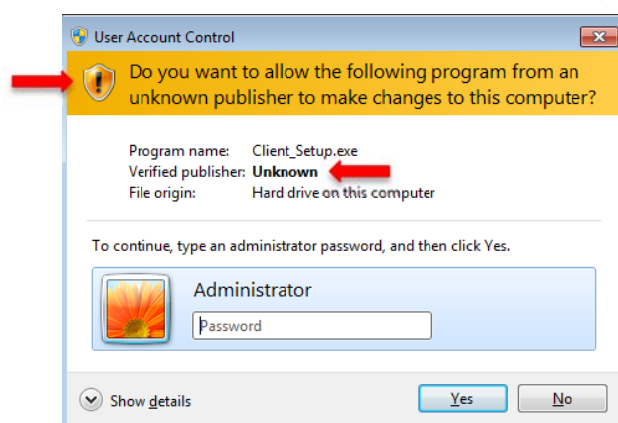 User Account Control
Do you want to allow the following program from an
unknown publisher to make changes to this computer?
Program name: Client_Setup.exe
Verified publisher: Unknown
File origin: Hard drive on this computer
To continue, type an administrator password, and then click Yes.
Administrator
Password
Show details
Yes
No